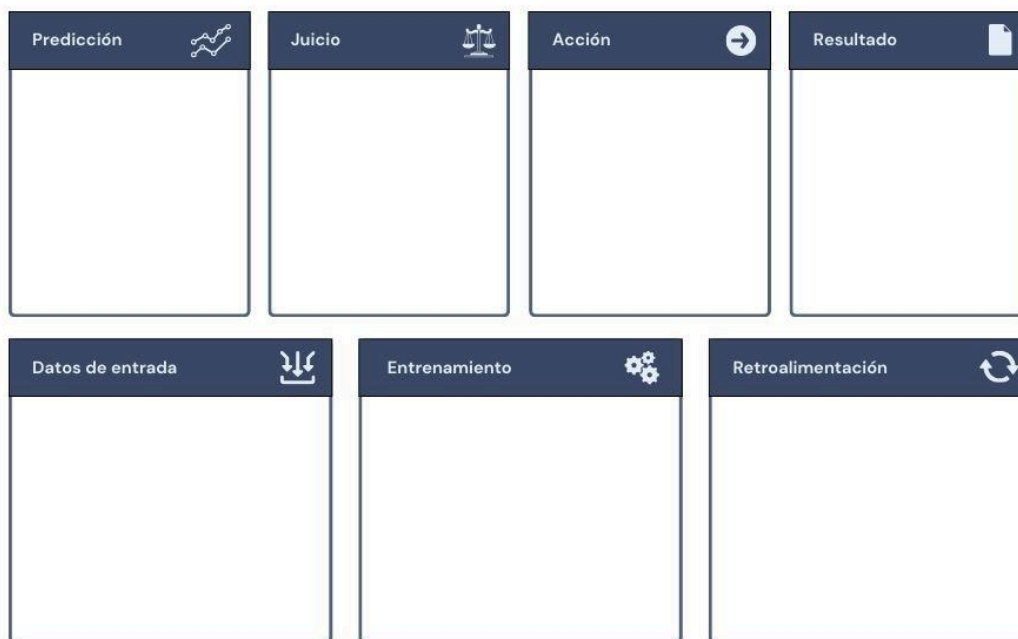 Predicción
Juicio
Acción
Resultado
Datos de entrada
Entrenamiento
Retroalimentación